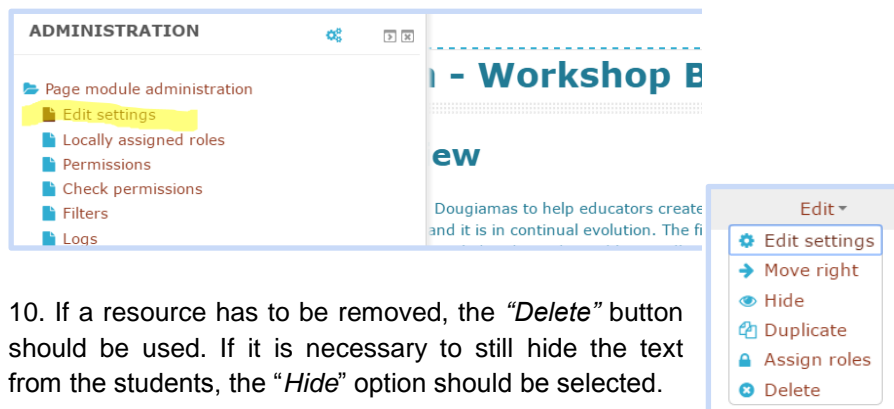 ADMINISTRATION
Page module administration
Edit settings
Locally assigned roles
Permissions
Check permissions
Filters
Logs
- Workshop B
ew
Dougiamas to help educators create
and it is in continual evolution. The fi
Edit
Edit settings
Move right
Hide
Duplicate
Assign roles
Delete
10. If a resource has to be removed, the “Delete” button
should be used. If it is necessary to still hide the text
from the students, the “Hide” option should be selected.